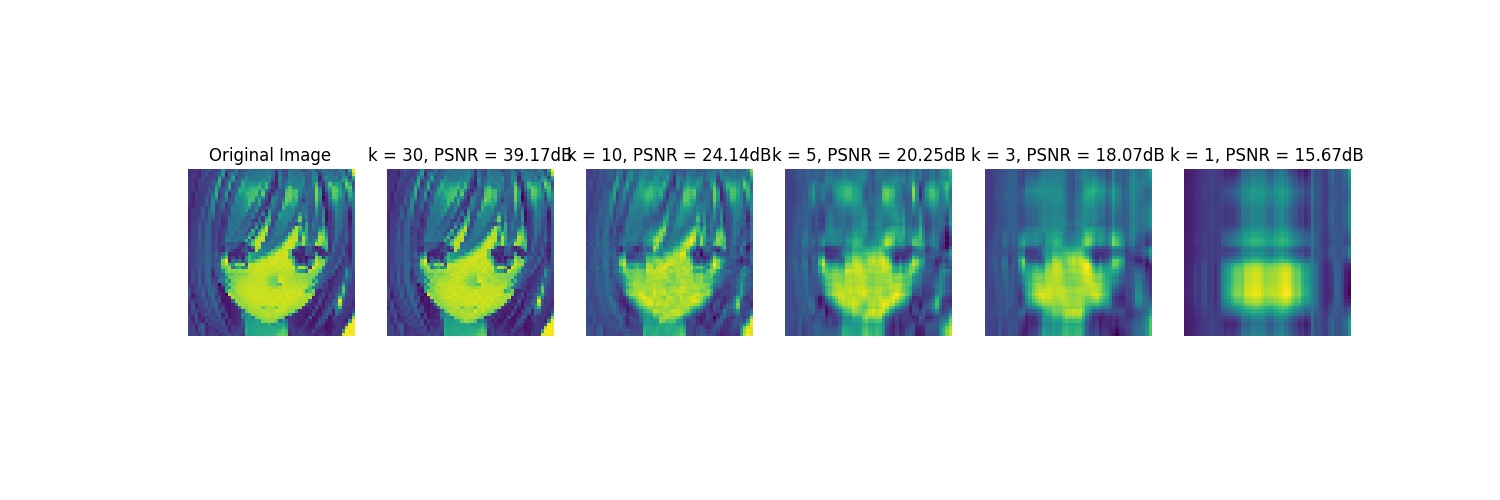 Original Image
k = 30, PSNR = 39.17dB
k = 10, PSNR = 24.14dB
k = 5, PSNR = 20.25dB
k = 3, PSNR = 18.07dB
k = 1, PSNR = 15.67dB